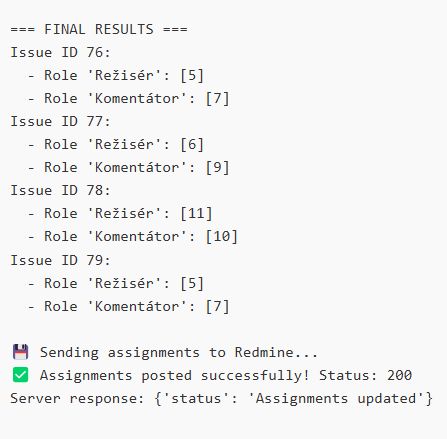 === FINAL RESULTS ===
Issue ID 76:
- Role 'Režisér': [5]
- Role 'Komentátor': [7]
Issue ID 77:
- Role 'Režisér': [6]
- Role 'Komentátor': [9]
Issue ID 78:
- Role 'Režisér': [11]
- Role 'Komentátor': [10]
Issue ID 79:
- Role 'Režisér': [5]
- Role 'Komentátor': [7]
💾 Sending assignments to Redmine...
✅ Assignments posted successfully! Status: 200
Server response: {'status': 'Assignments updated'}